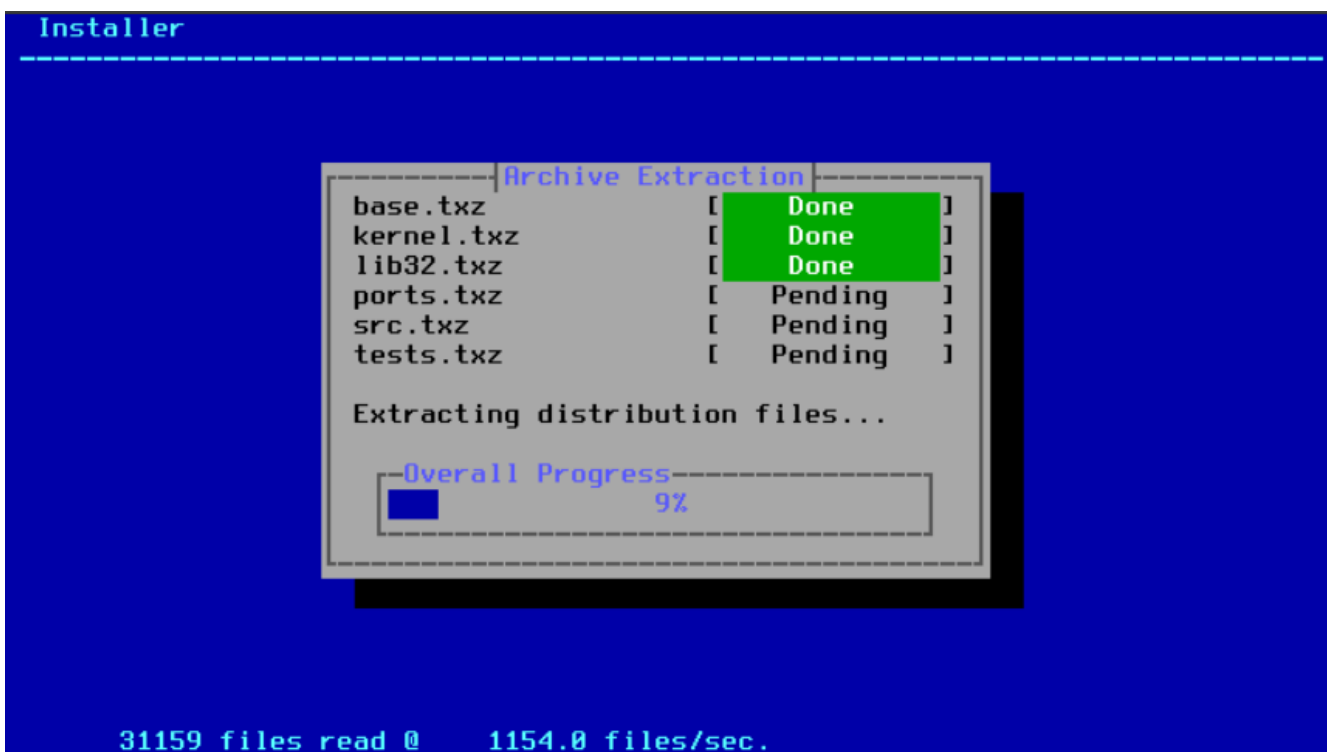 Installer
Archive Extraction
base.txz [ Done ]
kernel.txz [ Done ]
lib32.txz [ Done ]
ports.txz [ Pending ]
src.txz [ Pending ]
tests.txz [ Pending ]
Extracting distribution files...
Overall Progress
9%
31159 files read @ 1154.0 files/sec.